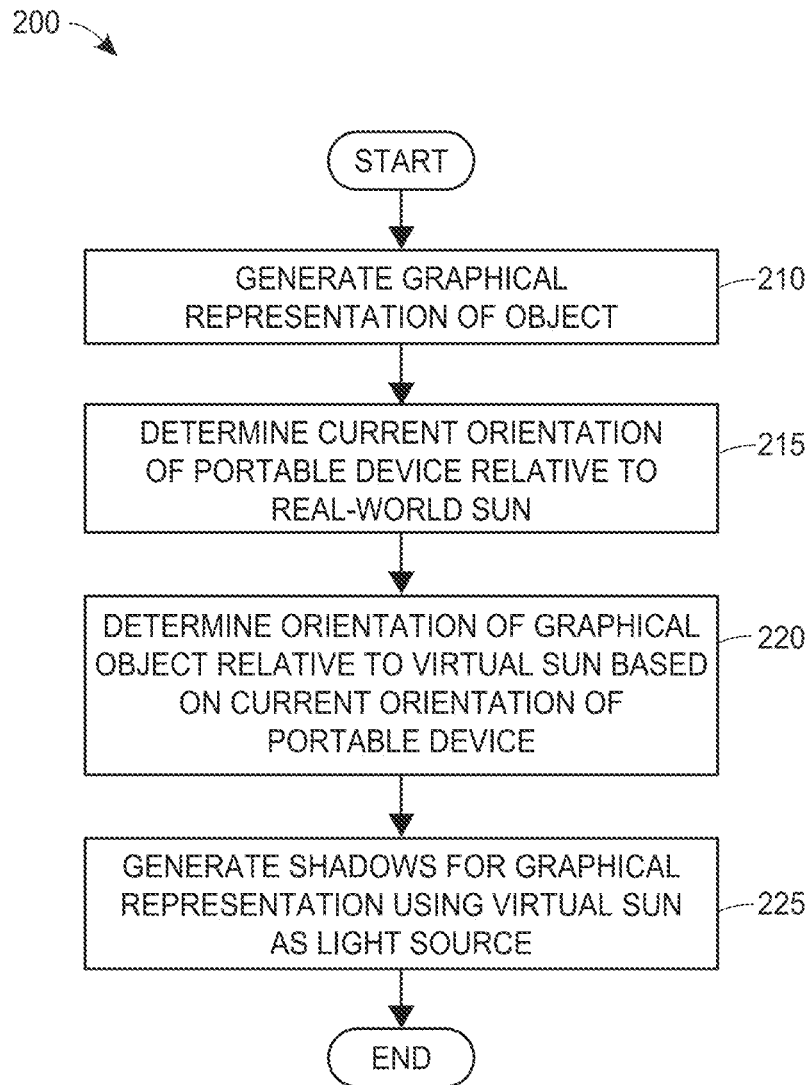 200
START
GENERATE GRAPHICAL
REPRESENTATION OF OBJECT
210
DETERMINE CURRENT ORIENTATION
OF PORTABLE DEVICE RELATIVE TO
REAL-WORLD SUN
215
DETERMINE ORIENTATION OF GRAPHICAL
OBJECT RELATIVE TO VIRTUAL SUN BASED
ON CURRENT ORIENTATION OF
PORTABLE DEVICE
220
GENERATE SHADOWS FOR GRAPHICAL
REPRESENTATION USING VIRTUAL SUN
AS LIGHT SOURCE
225
END